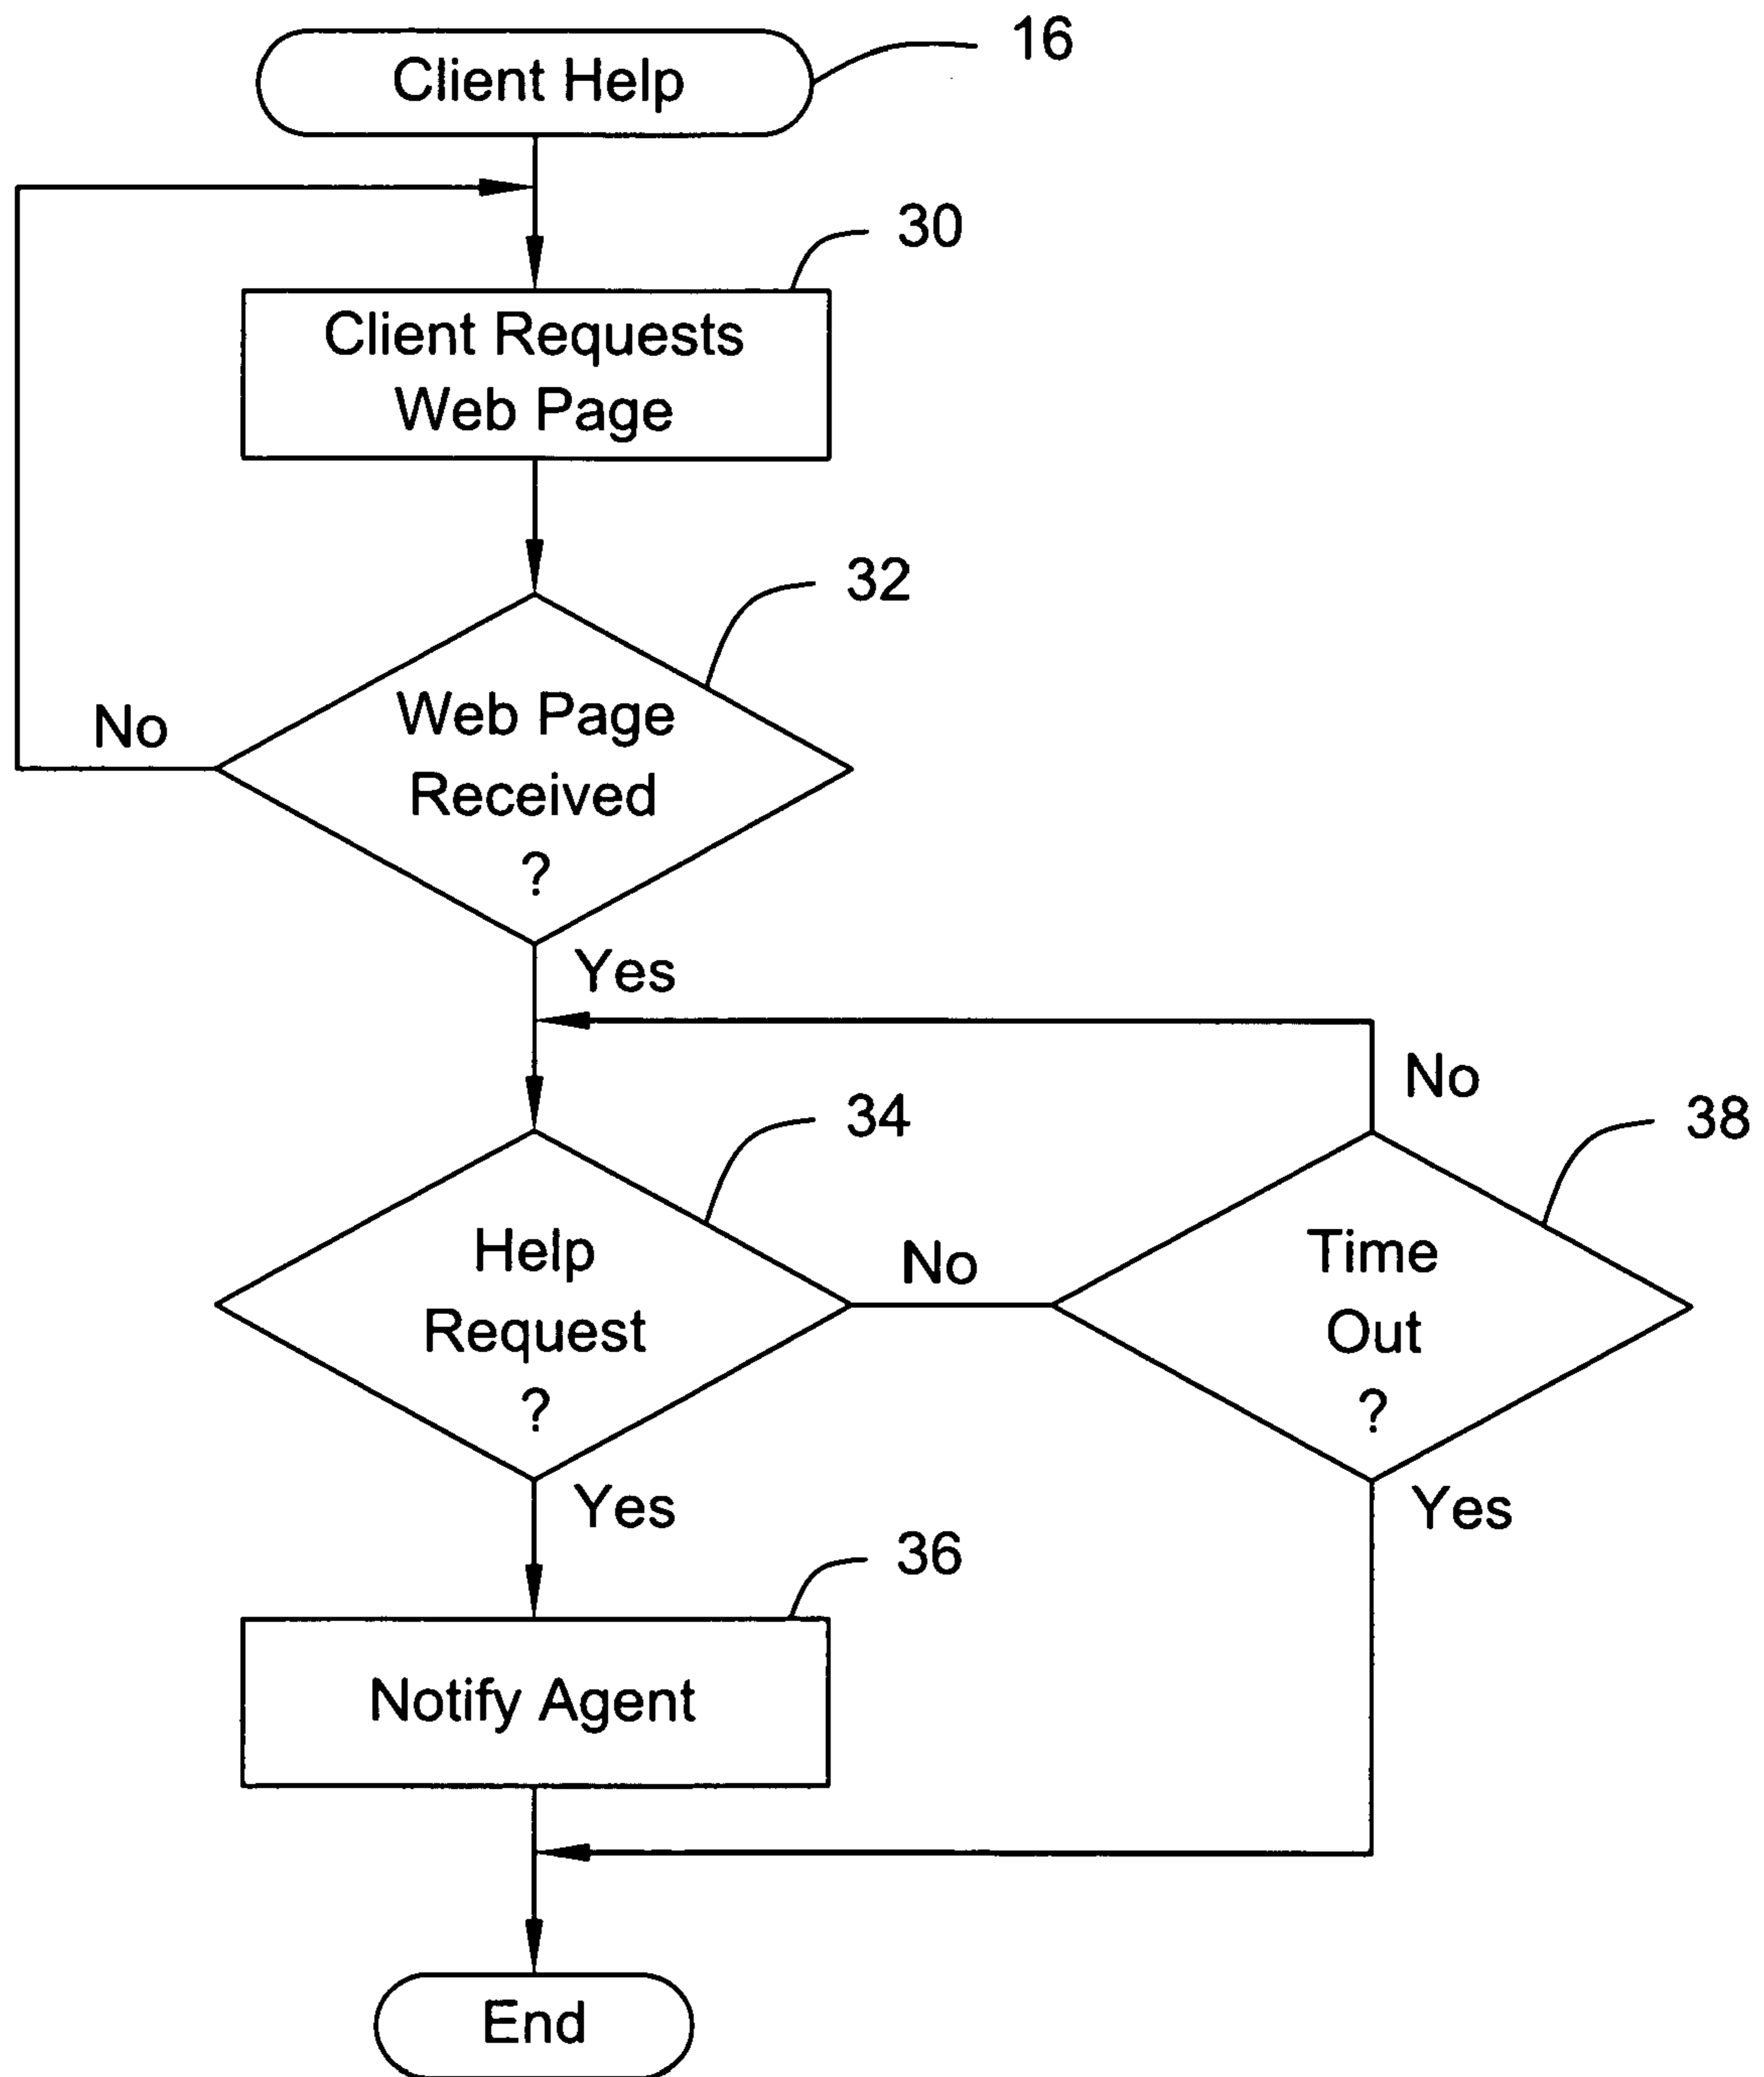 Client Help
16
30
Client Requests
Web Page
32
Web Page
Received
?
No
Yes
No
34
38
Help
Request
?
No
Time
Out
?
Yes
Yes
36
Notify Agent
End